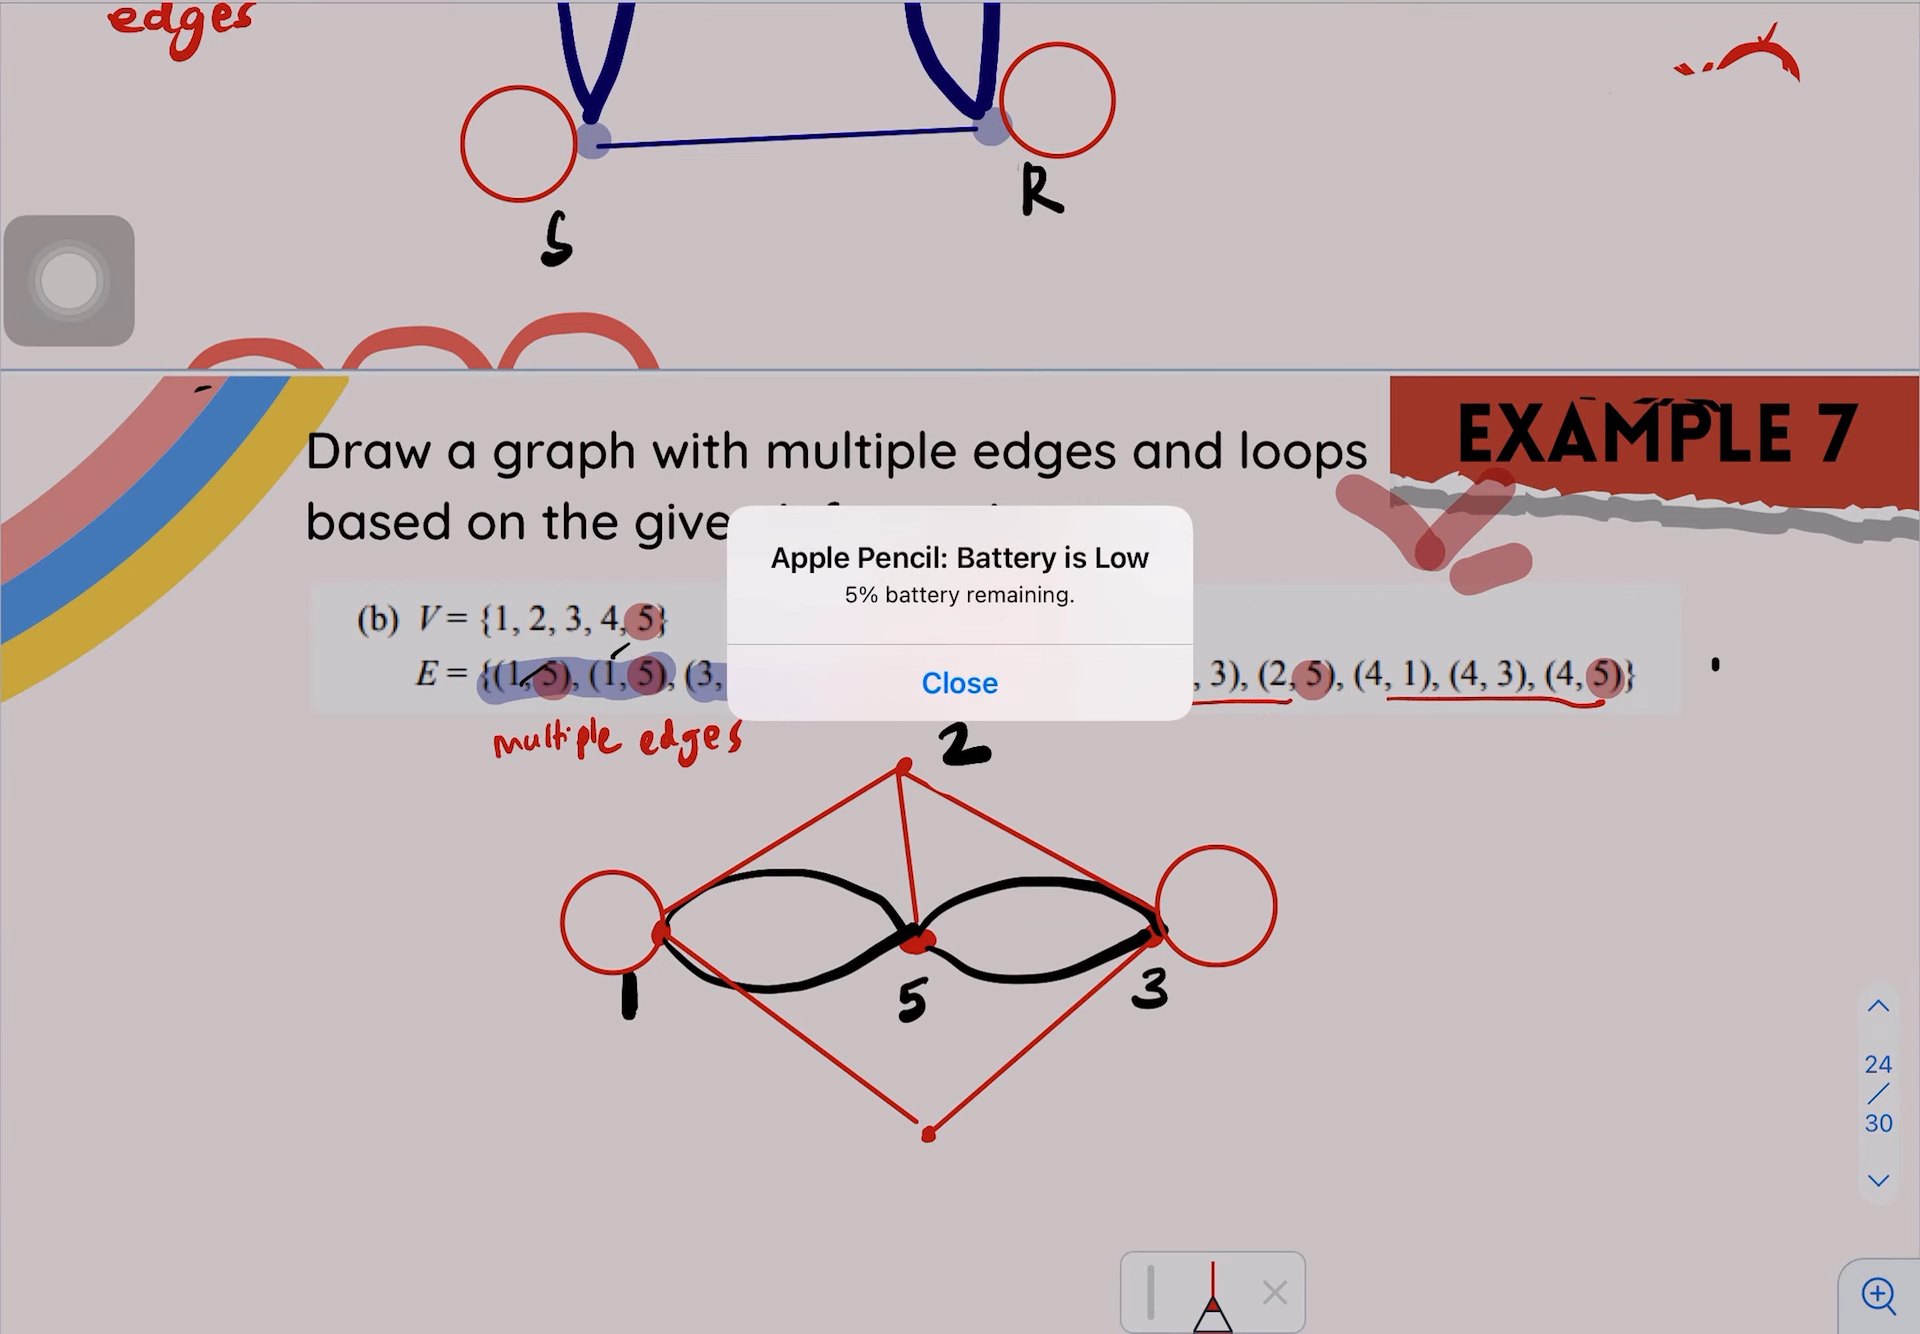 edges
R
S
EXAMPLE 7
Draw a graph with multiple edges and loops
based on the give
Apple Pencil: Battery is Low
5% battery remaining.
Close
(b) V = {1, 2, 3, 4, 5}
E = {(1, 5), (1, 5), (3, , 3), (2, 5), (4, 1), (4, 3), (4, 5)}
multiple edges
2
1
5
3
24
/
30